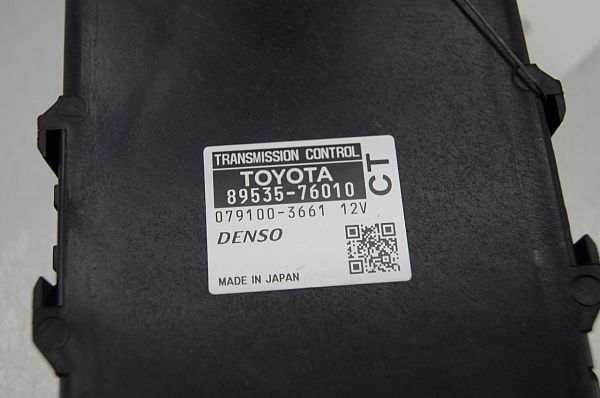 TRANSMISSION CONTROL
TOYOTA
89535-76010
CT
079100-3661 12V
DENSO
MADE IN JAPAN